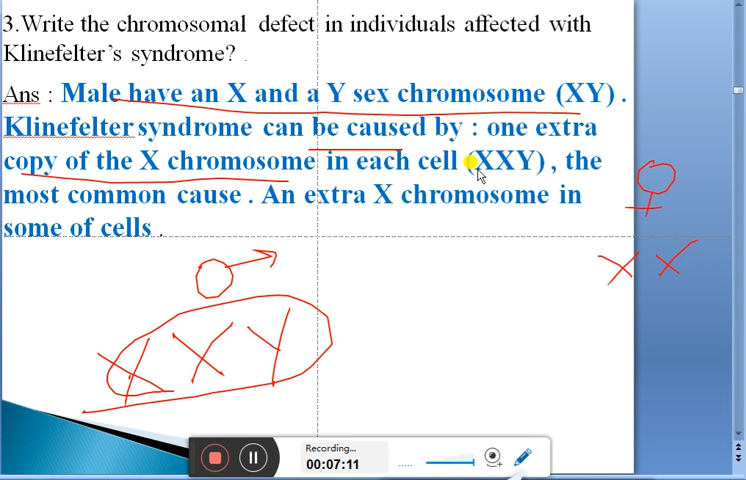 3.Write the chromosomal defect in individuals affected with
Klinefelter's syndrome? .
Ans : Male have an X and a Y sex chromosome (XY) .
Klinefelter syndrome can be caused by : one extra
copy of the X chromosome in each cell (XXY) , the
most common cause . An extra X chromosome in
some of cells .
X X
X X Y
Recording...
00:07:11